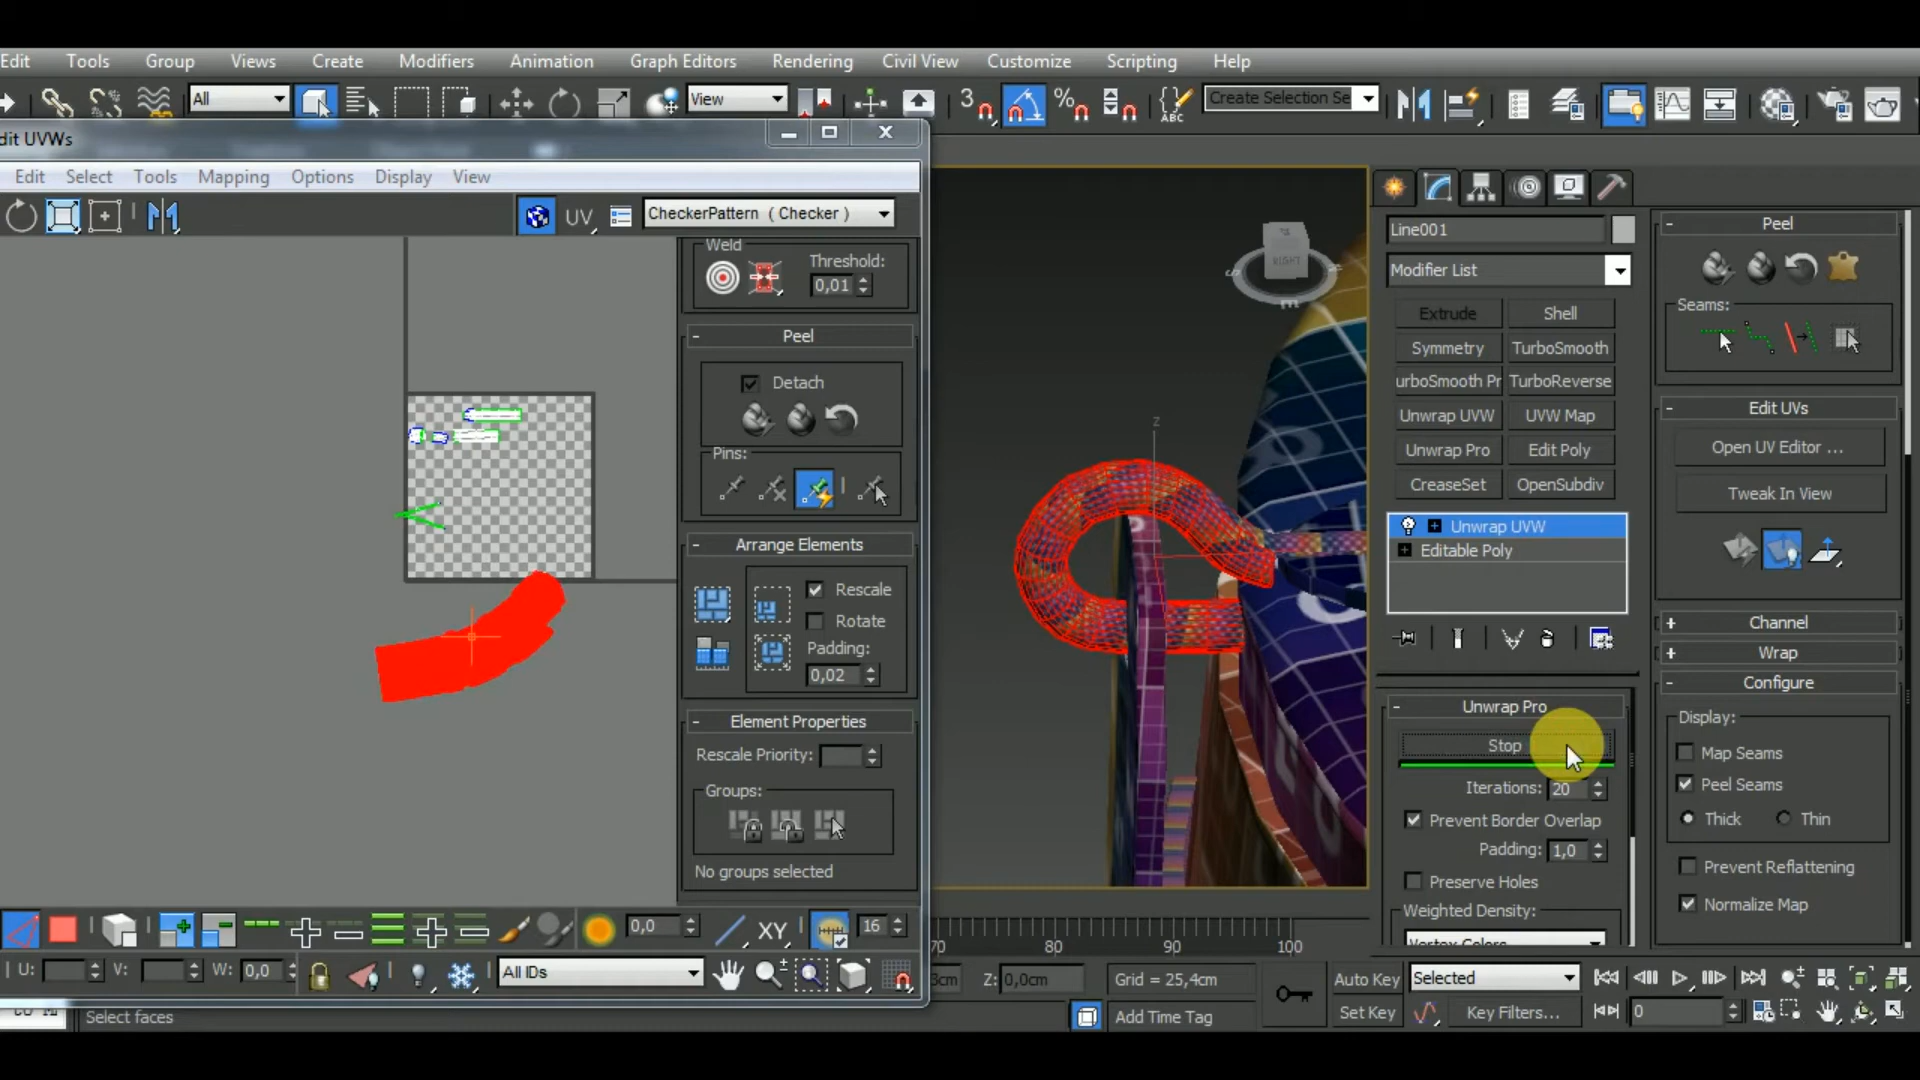 Edit Tools Group Views Create Modifiers Animation Graph Editors Rendering Civil View Customize Scripting Help
All View 3 % ABC Create Selection Se
dit UVWs
Edit Select Tools Mapping Options Display View
UV CheckerPattern ( Checker )
Weld
Threshold:
0,01
- Peel
Detach
Pins:
- Arrange Elements
Rescale
Rotate
Padding:
0,02
- Element Properties
Rescale Priority:
Groups:
No groups selected
0,0 XY 16
U: V: W: 0,0 All IDs
Select faces
RIGHT
Z
70 80 90 100
3cm Z: 0,0cm Grid = 25,4cm
Add Time Tag
Auto Key Selected
Set Key Key Filters... 0
Line001
Modifier List
Extrude Shell
Symmetry TurboSmooth
urboSmooth Pr TurboReverse
Unwrap UVW UVW Map
Unwrap Pro Edit Poly
CreaseSet OpenSubdiv
+ Unwrap UVW
+ Editable Poly
- Unwrap Pro
Stop
Iterations: 20
Prevent Border Overlap
Padding: 1,0
Preserve Holes
Weighted Density:
Vertex Colors
- Peel
Seams:
- Edit UVs
Open UV Editor ...
Tweak In View
+ Channel
+ Wrap
- Configure
Display:
Map Seams
Peel Seams
Thick Thin
Prevent Reflattening
Normalize Map